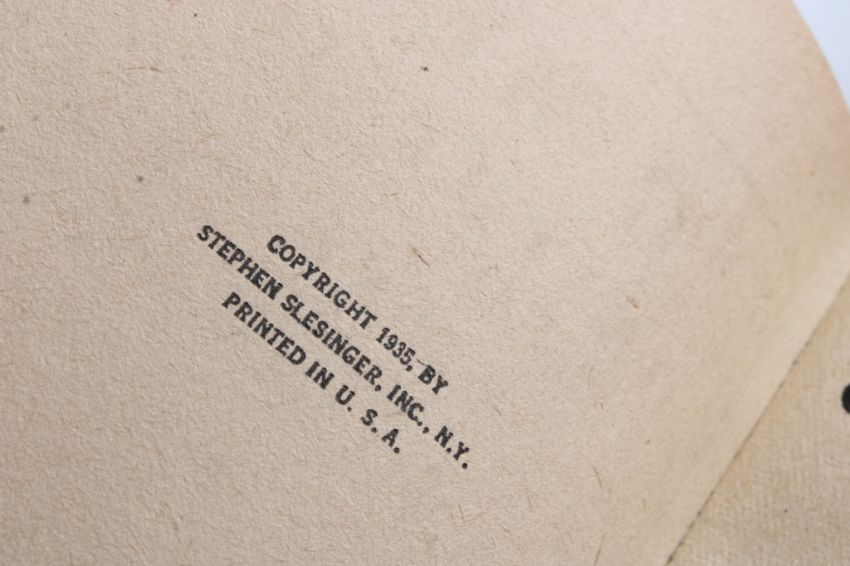 COPYRIGHT 1935, BY
STEPHEN SLESINGER, INC., N.Y.
PRINTED IN U. S. A.